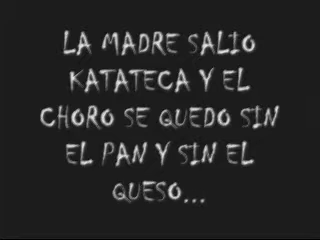 LA MADRE SALIO
KATATECA Y EL
CHORO SE QUEDO SIN
EL PAN Y SIN EL
QUESO...